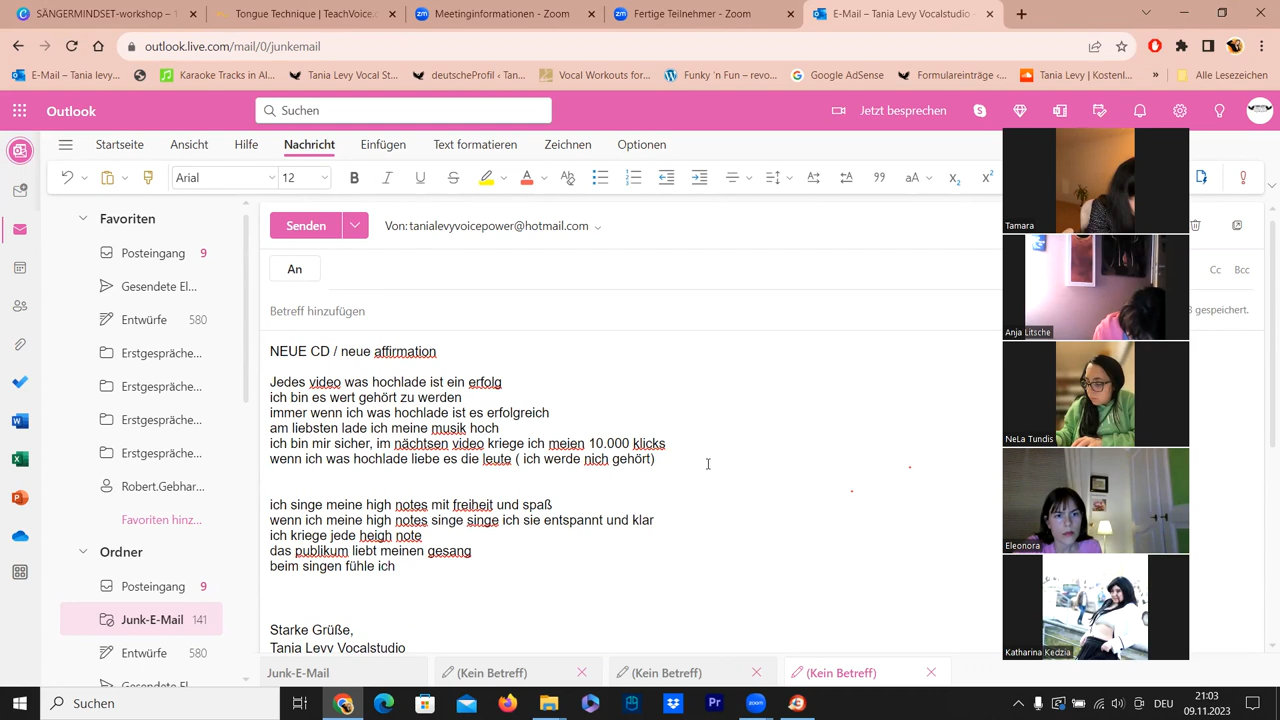 SÄNGERMINDSET-workshop - 1
Tongue Technique | TeachVoice.c
Meetinginformationen - Zoom
Fertige Teilnehmer - Zoom
E-Mail – Tania Levy Vocalstudio -
outlook.live.com/mail/0/junkemail
E-Mail – Tania levy...
Karaoke Tracks in Al...
Tania Levy Vocal St...
deutscheProfil ‹ Tan...
Vocal Workouts for...
Funky 'n Fun – revo...
Google AdSense
Formulareinträge ‹...
Tania Levy | Kostenl...
»
Alle Lesezeichen
Outlook
Suchen
Jetzt besprechen
Startseite
Ansicht
Hilfe
Nachricht
Einfügen
Text formatieren
Zeichnen
Optionen
Arial
12
Favoriten
Posteingang 9
Gesendete El...
Entwürfe 580
Erstgespräche...
Erstgespräche...
Erstgespräche...
Erstgespräche...
Robert.Gebhar...
Favoriten hinz...
Ordner
Posteingang 9
Junk-E-Mail 141
Entwürfe 580
Gesendete El...
Senden
Von: tanialevyvoicepower@hotmail.com
An
Cc Bcc
Betreff hinzufügen
gespeichert.
NEUE CD / neue affirmation
Jedes video was hochlade ist ein erfolg
ich bin es wert gehört zu werden
immer wenn ich was hochlade ist es erfolgreich
am liebsten lade ich meine musik hoch
ich bin mir sicher, im nächtsen video kriege ich meien 10.000 klicks
wenn ich was hochlade liebe es die leute ( ich werde nich gehört)
ich singe meine high notes mit freiheit und spaß
wenn ich meine high notes singe singe ich sie entspannt und klar
ich kriege jede heigh note
das publikum liebt meinen gesang
beim singen fühle ich
Starke Grüße,
Tania Levy Vocalstudio
Junk-E-Mail
(Kein Betreff)
(Kein Betreff)
(Kein Betreff)
Tamara
Anja Litsche
NeLa Tundis
Eleonora
Katharina Kedzia
Suchen
DEU
21:03
09.11.2023